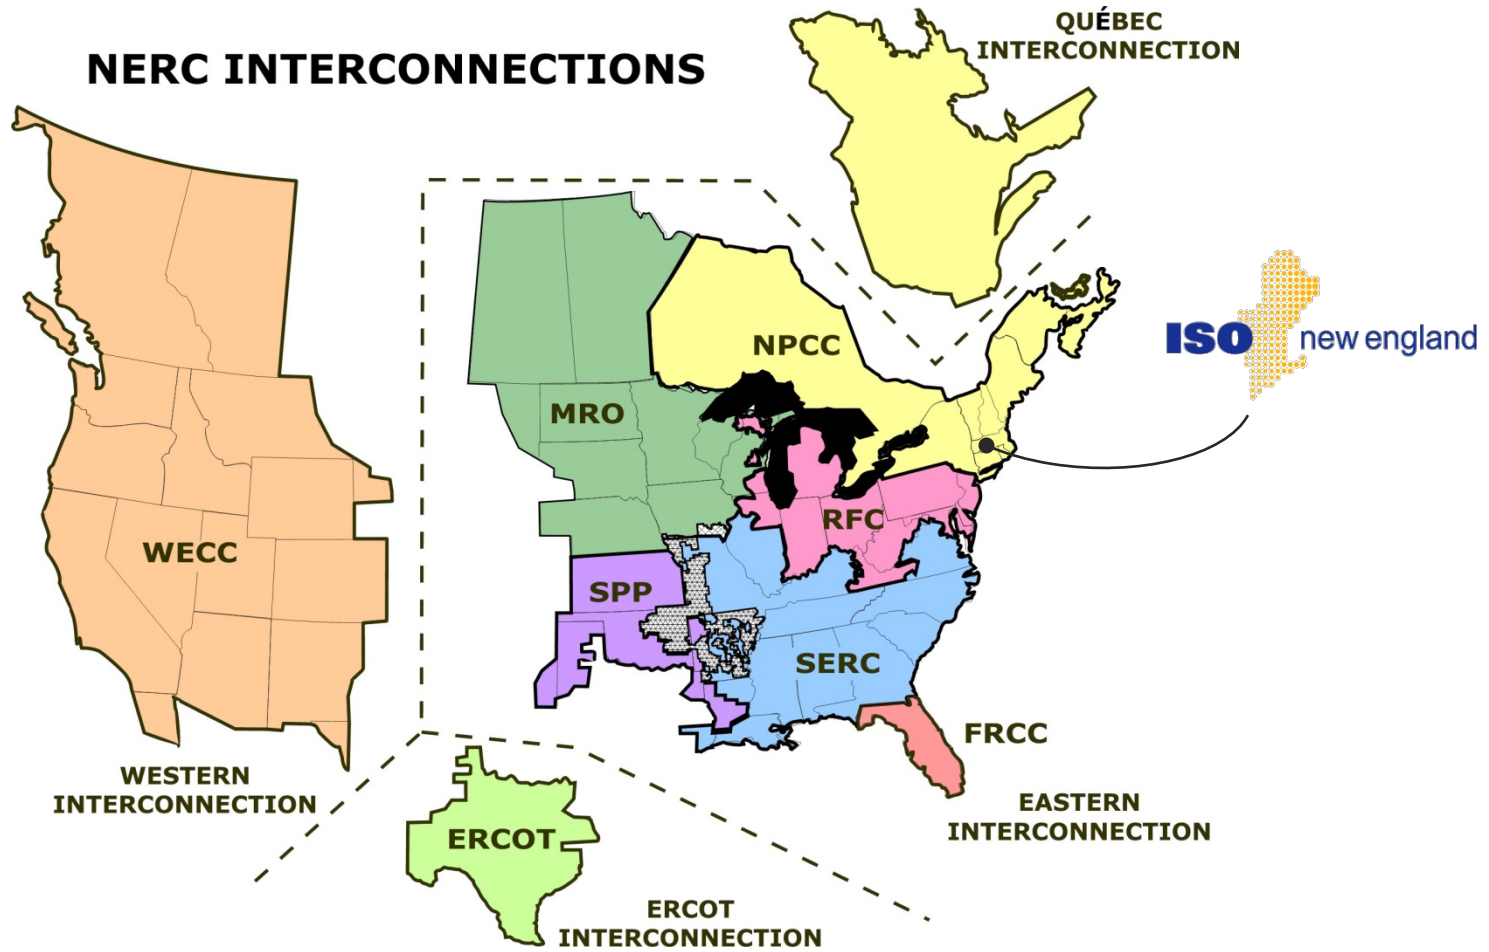 NERC INTERCONNECTIONS
QUÉBEC
INTERCONNECTION
NPCC
ISO new england
MRO
RFC
WECC
SPP
SERC
FRCC
WESTERN
INTERCONNECTION
EASTERN
INTERCONNECTION
ERCOT
ERCOT
INTERCONNECTION